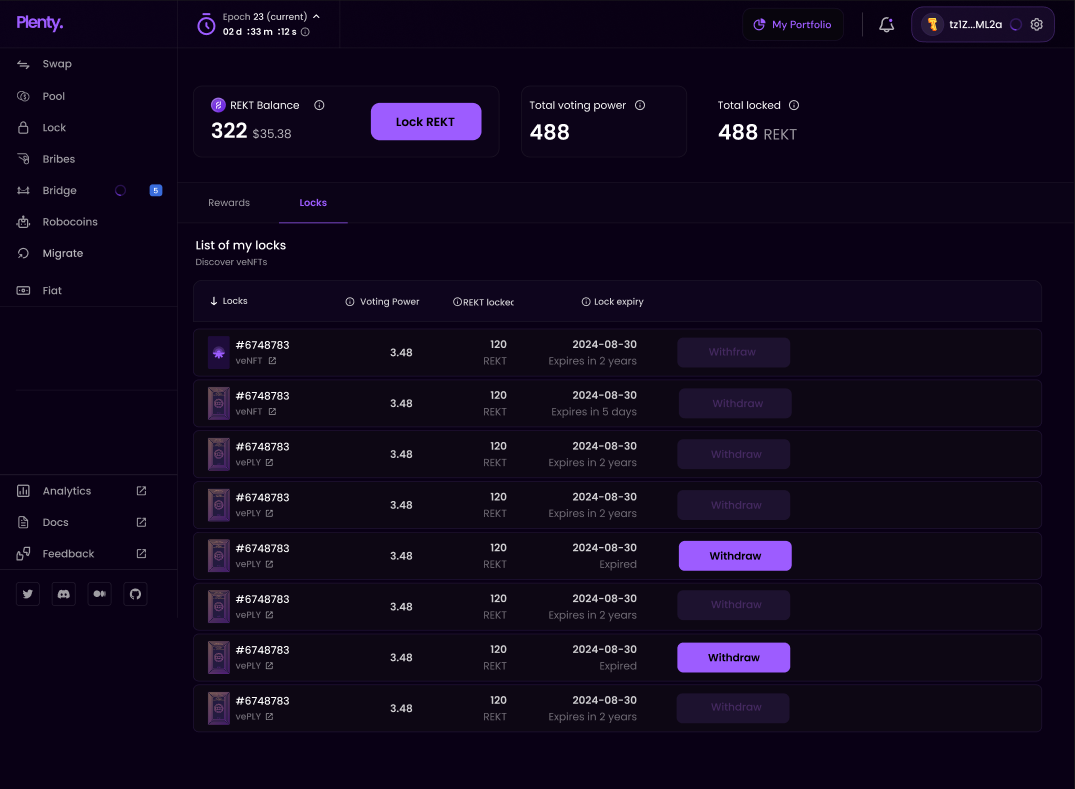 Plenty.
Epoch 23 (current)
02 d :33 m :12 s
My Portfolio
tz1Z...ML2a
Swap
Pool
Lock
Bribes
Bridge 5
Robocoins
Migrate
Fiat
Analytics
Docs
Feedback
REKT Balance
322 $35.38
Lock REKT
Total voting power
488
Total locked
488 REKT
Rewards Locks
List of my locks
Discover veNFTs
Locks Voting Power REKT locked Lock expiry
#6748783 3.48 120 2024-08-30 Withfraw
veNFT REKT Expires in 2 years
#6748783 3.48 120 2024-08-30 Withdraw
veNFT REKT Expires in 5 days
#6748783 3.48 120 2024-08-30 Withdraw
vePLY REKT Expires in 2 years
#6748783 3.48 120 2024-08-30 Withdraw
vePLY REKT Expires in 2 years
#6748783 3.48 120 2024-08-30 Withdraw
vePLY REKT Expired
#6748783 3.48 120 2024-08-30 Withdraw
vePLY REKT Expires in 2 years
#6748783 3.48 120 2024-08-30 Withdraw
vePLY REKT Expired
#6748783 3.48 120 2024-08-30 Withdraw
vePLY REKT Expires in 2 years